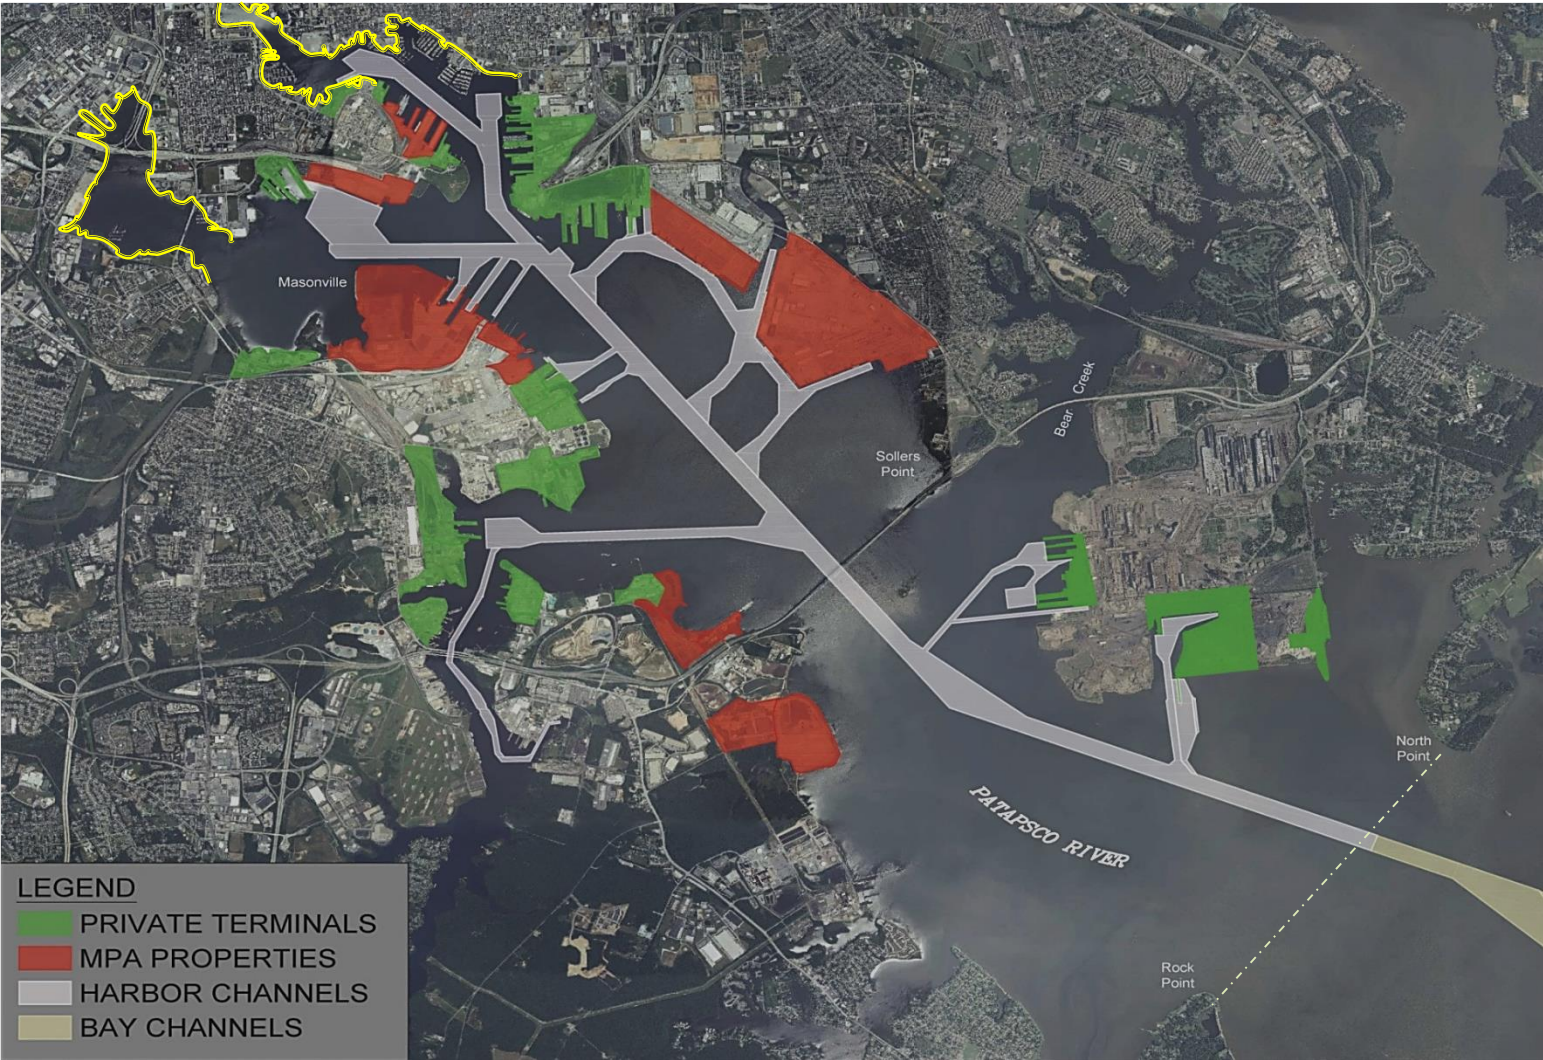 Masonville
Bear Creek
Sollers
Point
North
Point
PATAPSCO RIVER
Rock
Point
LEGEND
PRIVATE TERMINALS
MPA PROPERTIES
HARBOR CHANNELS
BAY CHANNELS